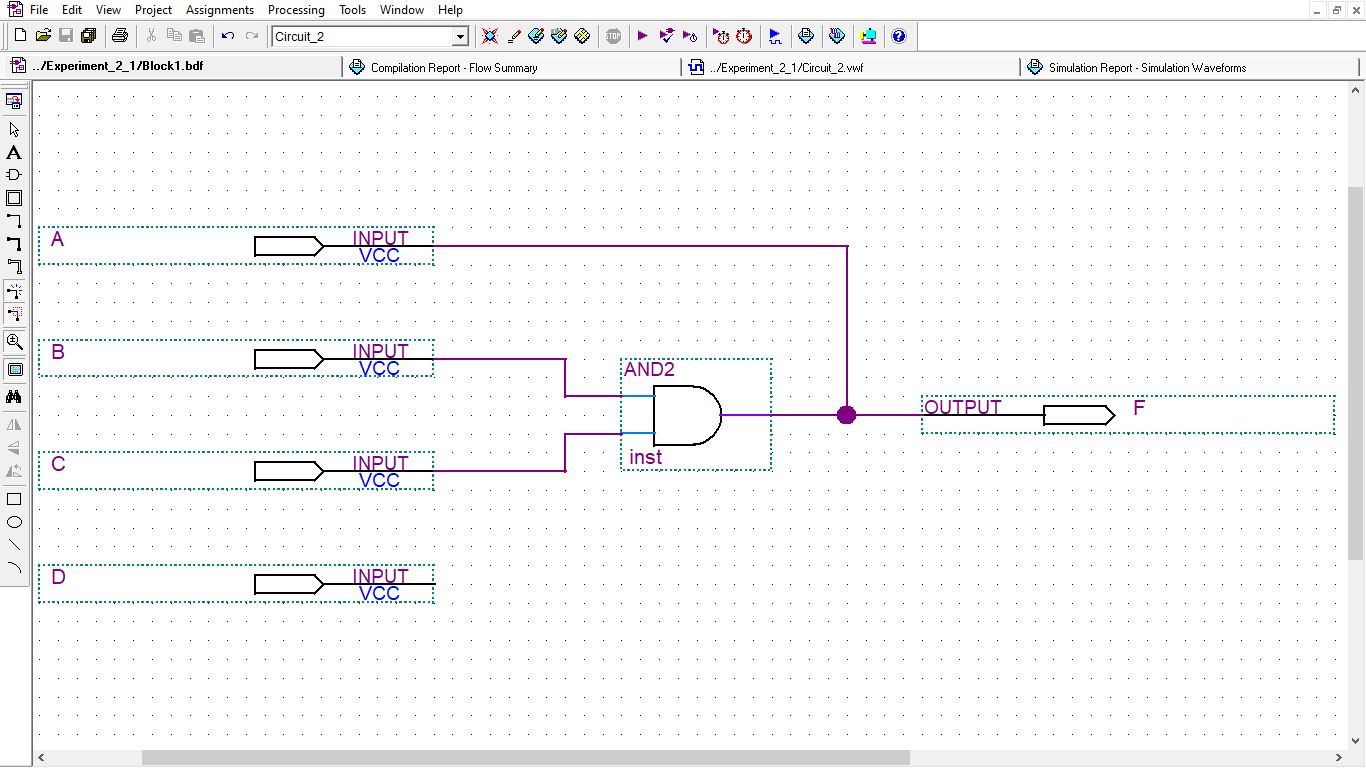 File Edit View Project Assignments Processing Tools Window Help
Circuit_2
STOP
../Experiment_2_1/Block1.bdf
Compilation Report - Flow Summary
../Experiment_2_1/Circuit_2.vwf
Simulation Report - Simulation Waveforms
A
INPUT
VCC
B
INPUT
VCC
AND2
inst
OUTPUT
F
C
INPUT
VCC
D
INPUT
VCC